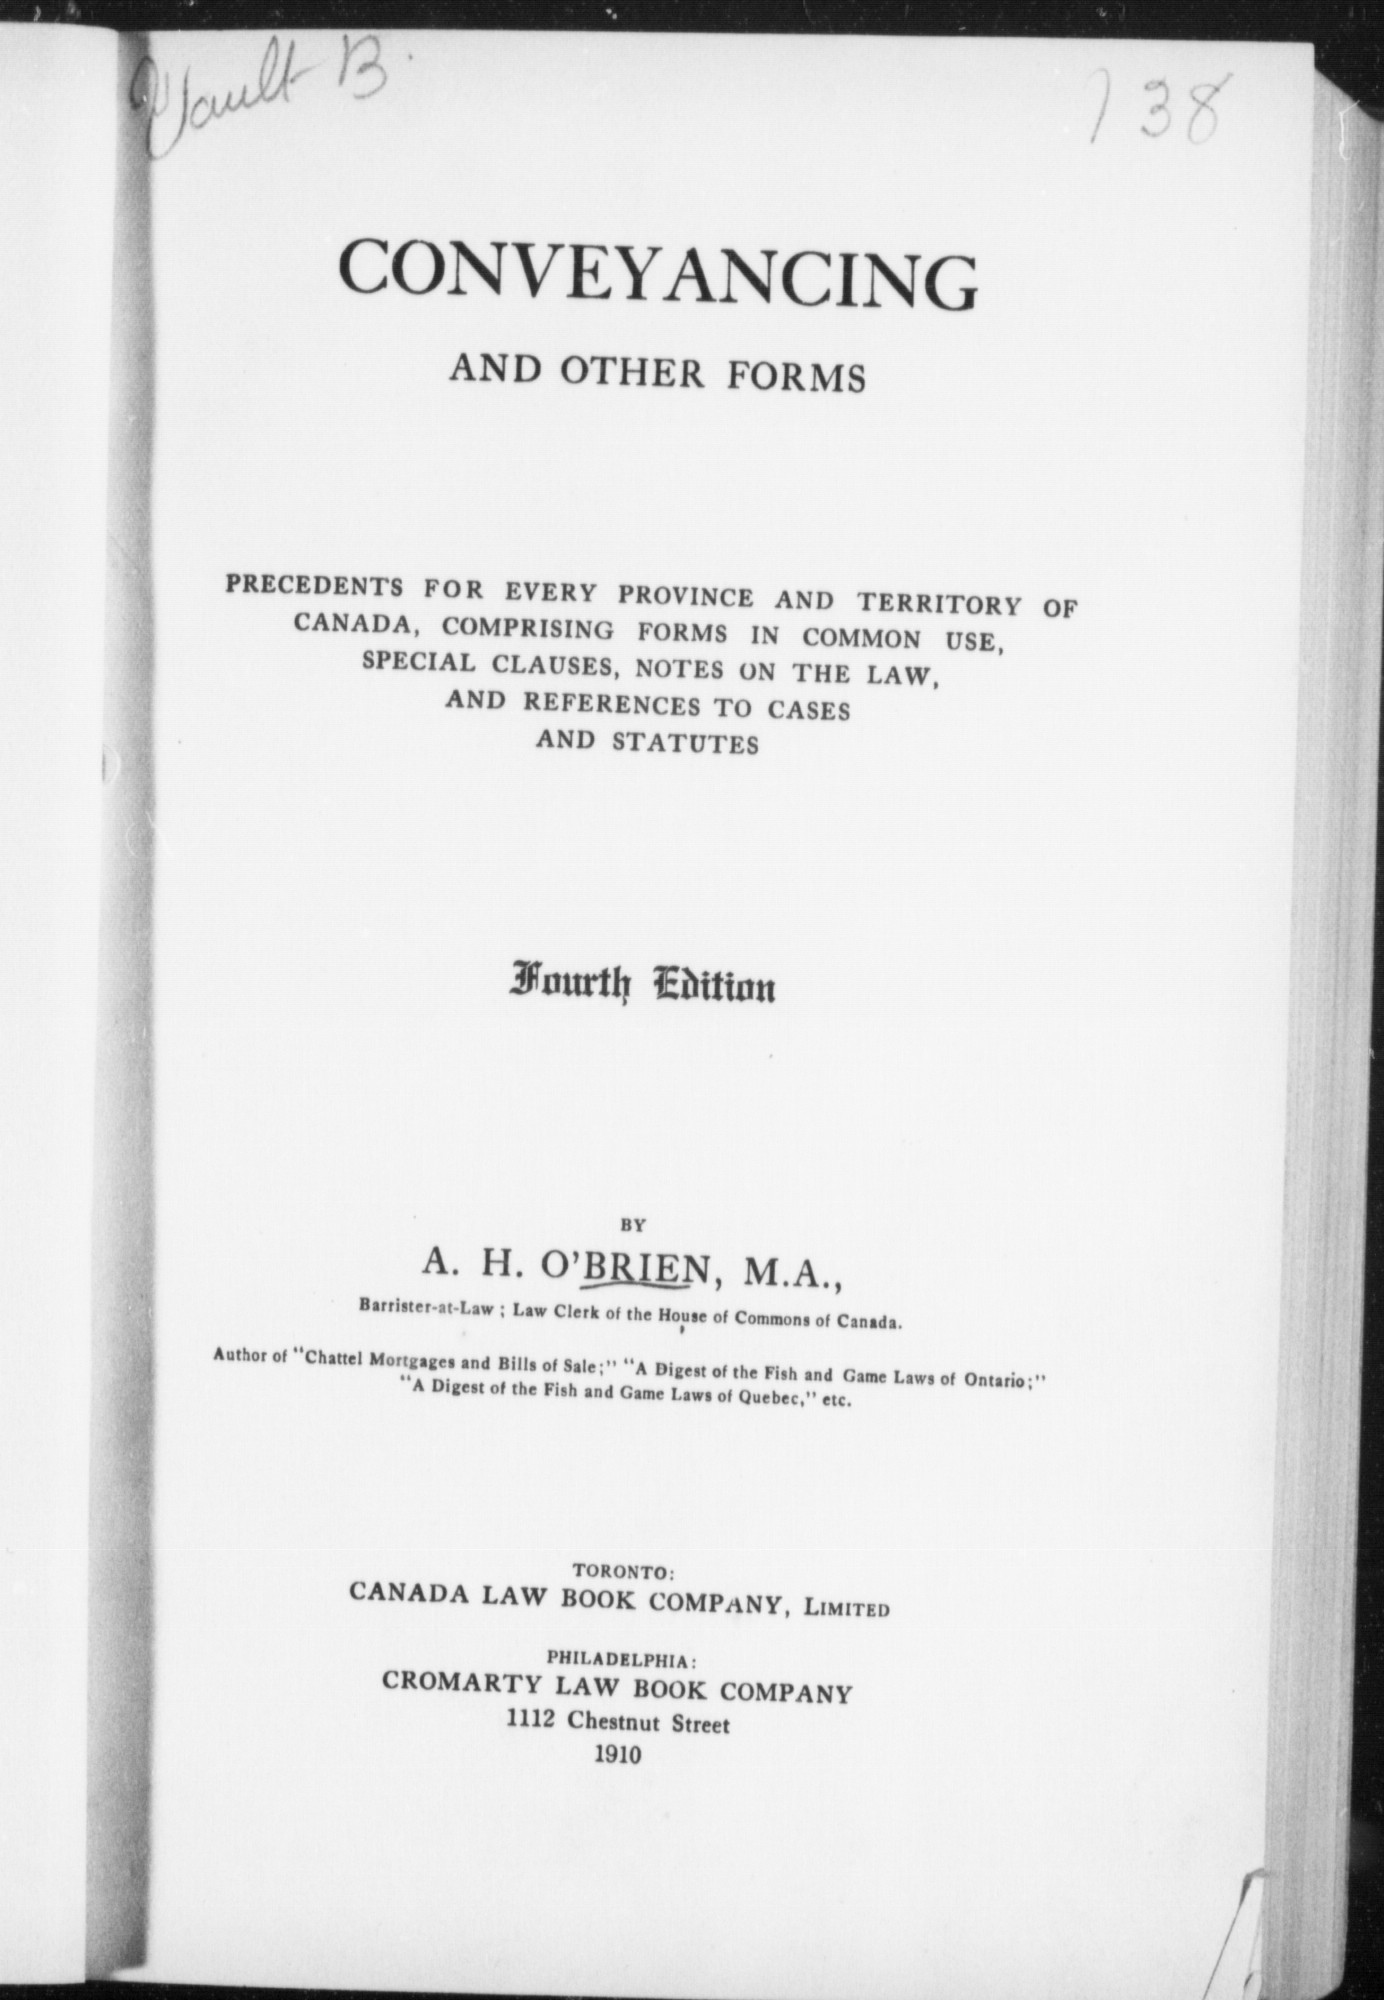 Vault B.
738
CONVEYANCING
AND OTHER FORMS
PRECEDENTS FOR EVERY PROVINCE AND TERRITORY OF
CANADA, COMPRISING FORMS IN COMMON USE,
SPECIAL CLAUSES, NOTES ON THE LAW,
AND REFERENCES TO CASES
AND STATUTES
Fourth Edition
BY
A. H. O'BRIEN, M.A.,
Barrister-at-Law; Law Clerk of the House of Commons of Canada.
Author of "Chattel Mortgages and Bills of Sale;" "A Digest of the Fish and Game Laws of Ontario;"
"A Digest of the Fish and Game Laws of Quebec," etc.
TORONTO:
CANADA LAW BOOK COMPANY, LIMITED
PHILADELPHIA:
CROMARTY LAW BOOK COMPANY
1112 Chestnut Street
1910